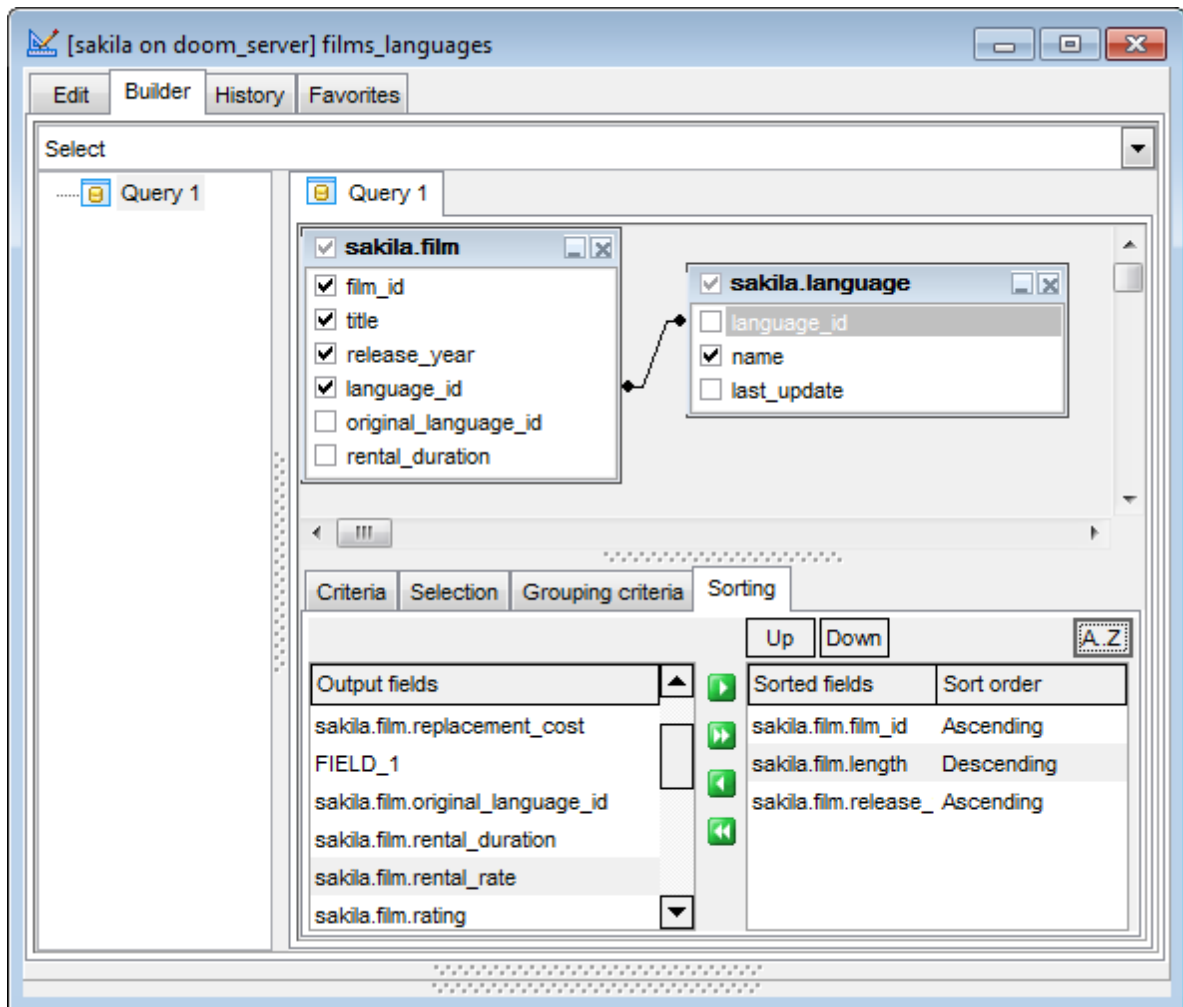 [sakila on doom_server] films_languages
Edit Builder History Favorites
Select
Query 1
Query 1
sakila.film
film_id
title
release_year
language_id
original_language_id
rental_duration
sakila.language
language_id
name
last_update
Criteria Selection Grouping criteria Sorting
Up Down A..Z
Output fields
sakila.film.replacement_cost
FIELD_1
sakila.film.original_language_id
sakila.film.rental_duration
sakila.film.rental_rate
sakila.film.rating
Sorted fields Sort order
sakila.film.film_id Ascending
sakila.film.length Descending
sakila.film.release_ Ascending